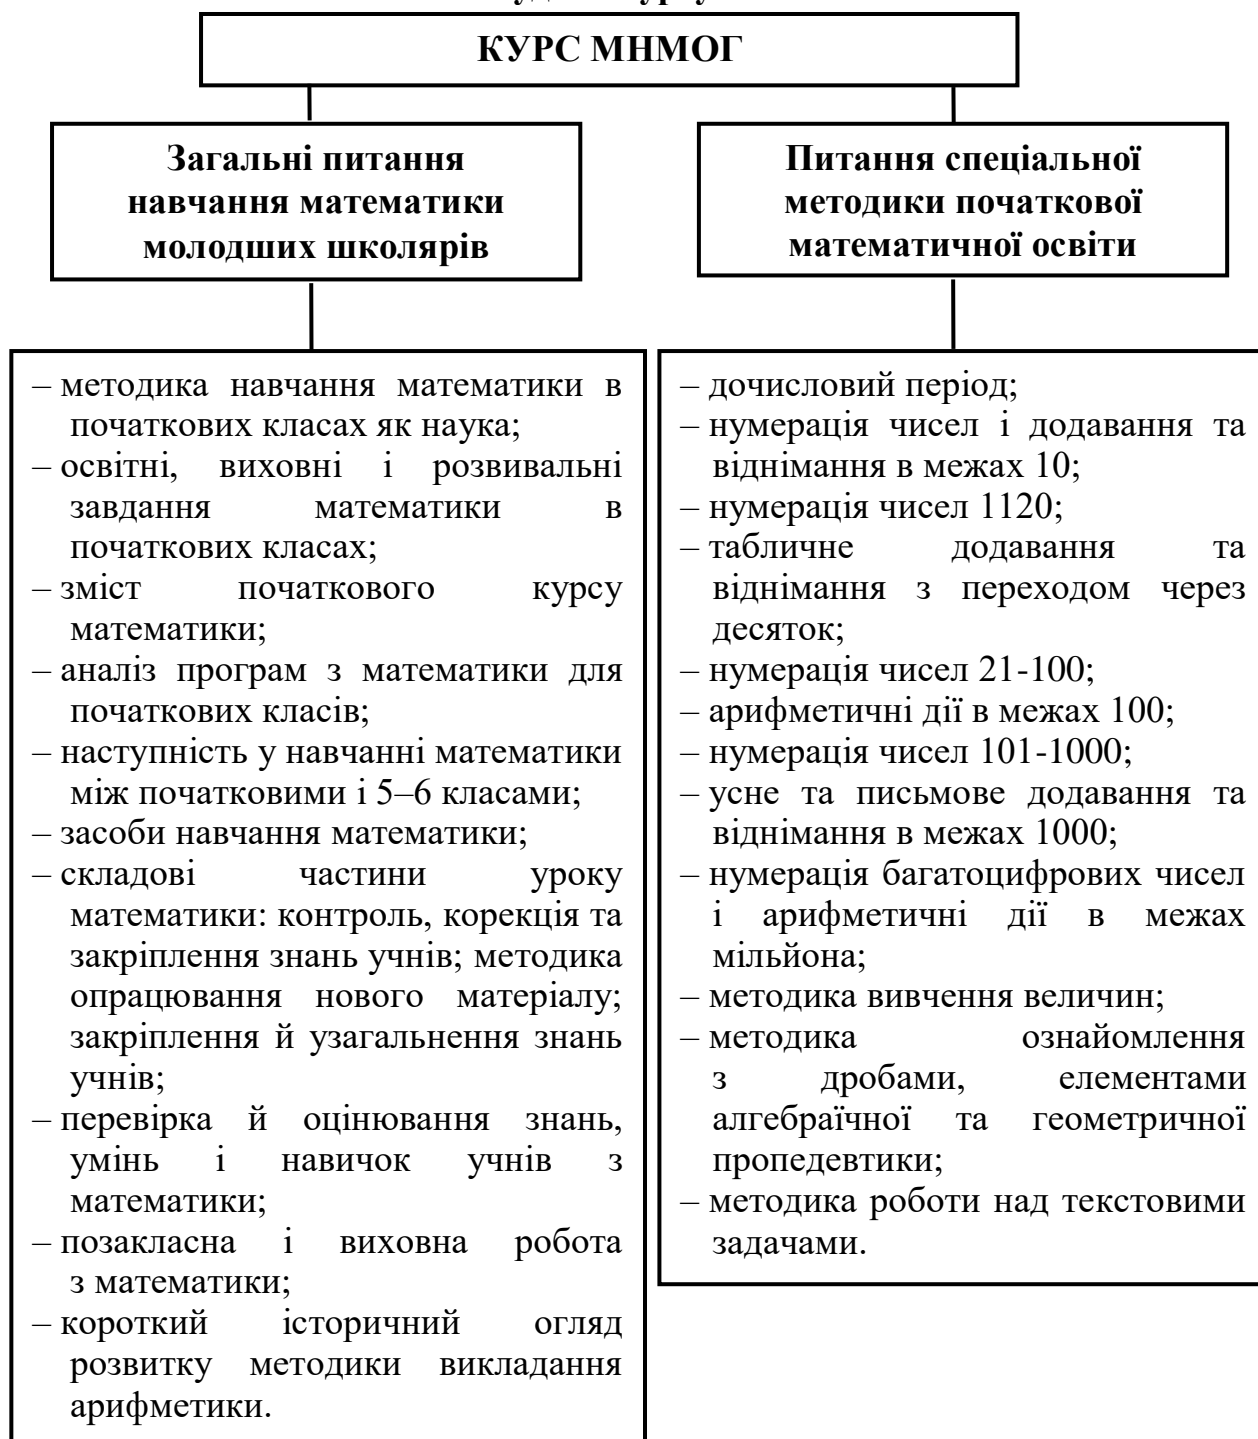 КУРС МНМОГ
Загальні питання
навчання математики
молодших школярів
Питання спеціальної
методики початкової
математичної освіти
– методика навчання математики в
початкових класах як наука;
– освітні, виховні і розвивальні
завдання математики в
початкових класах;
– зміст початкового курсу
математики;
– аналіз програм з математики для
початкових класів;
– наступність у навчанні математики
між початковими і 5–6 класами;
– засоби навчання математики;
– складові частини уроку
математики: контроль, корекція та
закріплення знань учнів; методика
опрацювання нового матеріалу;
закріплення й узагальнення знань
учнів;
– перевірка й оцінювання знань,
умінь і навичок учнів з
математики;
– позакласна і виховна робота
з математики;
– короткий історичний огляд
розвитку методики викладання
арифметики.
– дочисловий період;
– нумерація чисел і додавання та
віднімання в межах 10;
– нумерація чисел 1120;
– табличне додавання та
віднімання з переходом через
десяток;
– нумерація чисел 21-100;
– арифметичні дії в межах 100;
– нумерація чисел 101-1000;
– усне та письмове додавання та
віднімання в межах 1000;
– нумерація багатоцифрових чисел
і арифметичні дії в межах
мільйона;
– методика вивчення величин;
– методика ознайомлення
з дробами, елементами
алгебраїчної та геометричної
пропедевтики;
– методика роботи над текстовими
задачами.